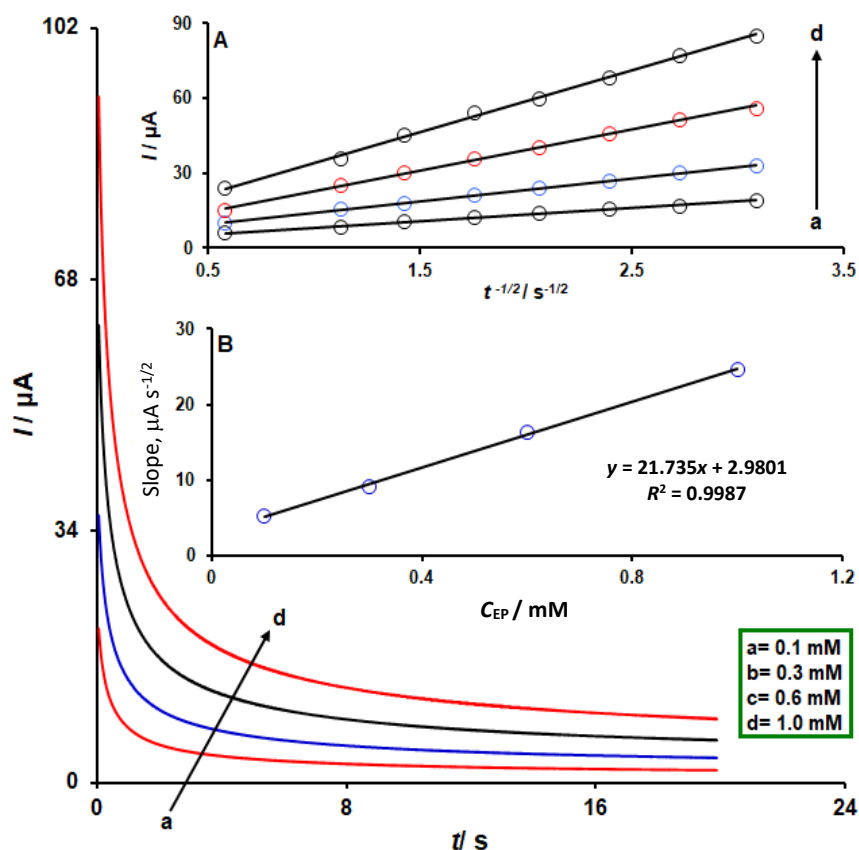 102
68
34
0
I / µA
0
8
16
24
t/ s
a
d
A
90
60
30
0
I / µA
0.5
1.5
2.5
3.5
t -1/2 / s-1/2
d
a
B
30
20
10
0
Slope, µA s-1/2
y = 21.735x + 2.9801
R2 = 0.9987
0
0.4
0.8
1.2
CEP / mM
a= 0.1 mM
b= 0.3 mM
c= 0.6 mM
d= 1.0 mM